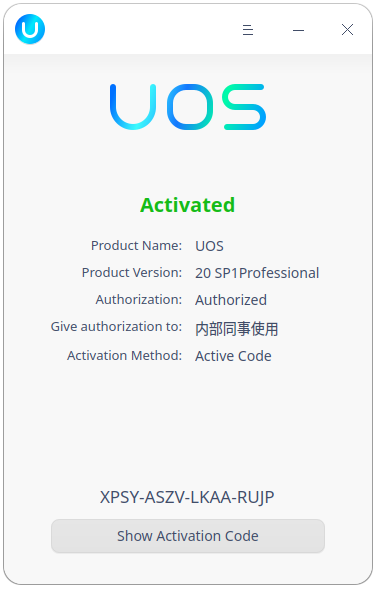 UOS
Activated
Product Name: UOS
Product Version: 20 SP1Professional
Authorization: Authorized
Give authorization to: 内部同事使用
Activation Method: Active Code
XPSY-ASZV-LKAA-RUJP
Show Activation Code